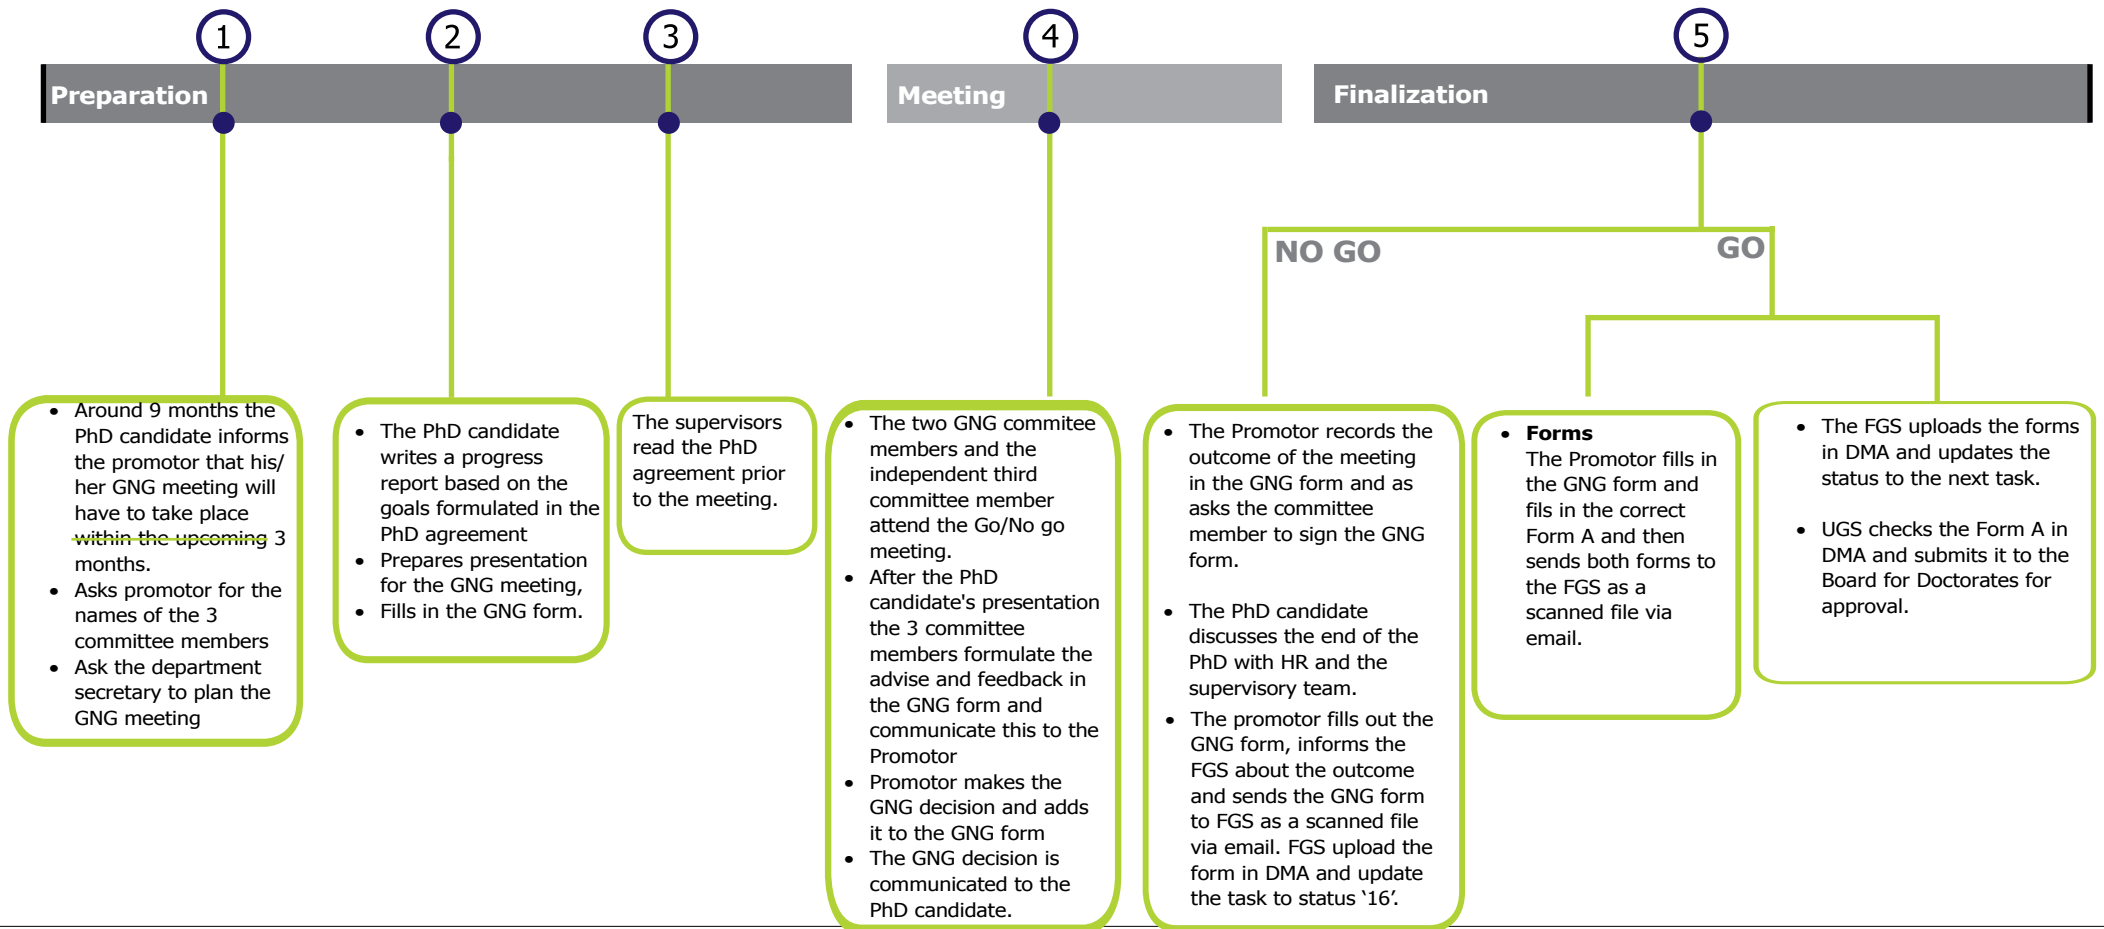 1
2
3
4
5
Preparation
Meeting
Finalization
NO GO
GO
• Around 9 months the
PhD candidate informs
the promotor that his/
her GNG meeting will
have to take place
within the upcoming 3
months.
• Asks promotor for the
names of the 3
committee members
• Ask the department
secretary to plan the
GNG meeting
• The PhD candidate
writes a progress
report based on the
goals formulated in the
PhD agreement
• Prepares presentation
for the GNG meeting,
• Fills in the GNG form.
The supervisors
read the PhD
agreement prior
to the meeting.
• The two GNG commitee
members and the
independent third
committee member
attend the Go/No go
meeting.
• After the PhD
candidate's presentation
the 3 committee
members formulate the
advise and feedback in
the GNG form and
communicate this to the
Promotor
• Promotor makes the
GNG decision and adds
it to the GNG form
• The GNG decision is
communicated to the
PhD candidate.
• The Promotor records the
outcome of the meeting
in the GNG form and as
asks the committee
member to sign the GNG
form.
• The PhD candidate
discusses the end of the
PhD with HR and the
supervisory team.
• The promotor fills out the
GNG form, informs the
FGS about the outcome
and sends the GNG form
to FGS as a scanned file
via email. FGS upload the
form in DMA and update
the task to status ‘16’.
• Forms
The Promotor fills in
the GNG form and
fils in the correct
Form A and then
sends both forms to
the FGS as a
scanned file via
email.
• The FGS uploads the forms
in DMA and updates the
status to the next task.
• UGS checks the Form A in
DMA and submits it to the
Board for Doctorates for
approval.